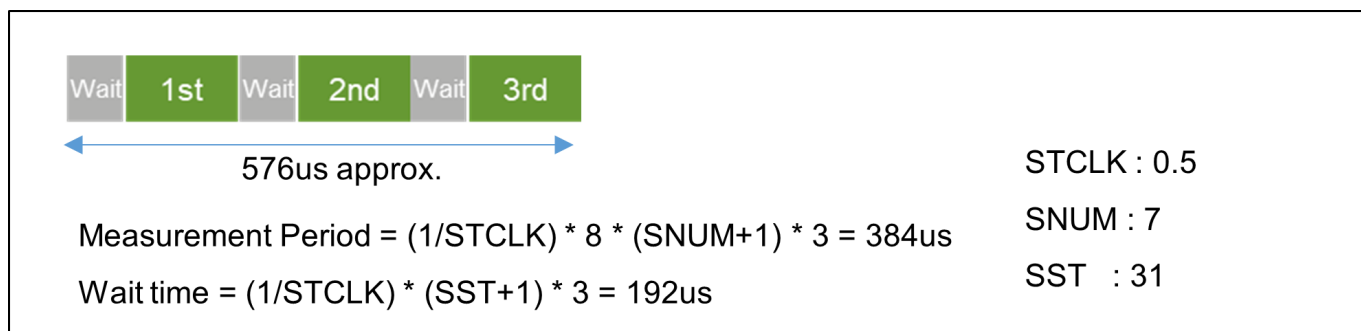 Wait 1st Wait 2nd Wait 3rd
576us approx.
STCLK : 0.5
SNUM : 7
SST : 31
Measurement Period = (1/STCLK) * 8 * (SNUM+1) * 3 = 384us
Wait time = (1/STCLK) * (SST+1) * 3 = 192us